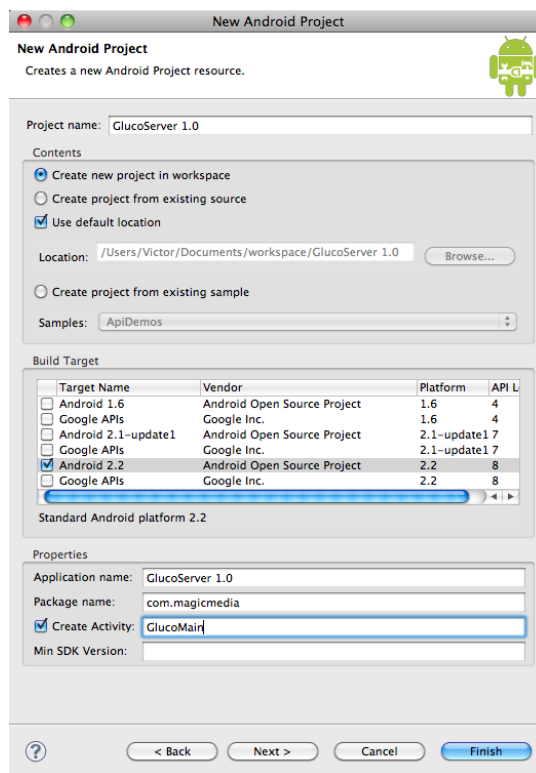 New Android Project
New Android Project
Creates a new Android Project resource.
Project name: GlucoServer 1.0
Contents
Create new project in workspace
Create project from existing source
Use default location
Location: /Users/Victor/Documents/workspace/GlucoServer 1.0 Browse...
Create project from existing sample
Samples: ApiDemos
Build Target
Target Name Vendor Platform API L
Android 1.6 Android Open Source Project 1.6 4
Google APIs Google Inc. 1.6 4
Android 2.1-update1 Android Open Source Project 2.1-update1 7
Google APIs Google Inc. 2.1-update1 7
Android 2.2 Android Open Source Project 2.2 8
Google APIs Google Inc. 2.2 8
Standard Android platform 2.2
Properties
Application name: GlucoServer 1.0
Package name: com.magicmedia
Create Activity: GlucoMain
Min SDK Version:
? < Back Next > Cancel Finish